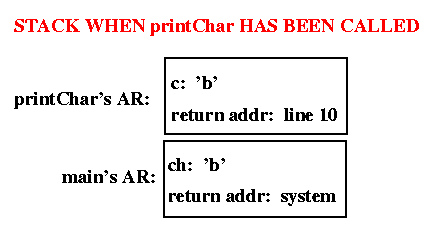 STACK WHEN printChar HAS BEEN CALLED
c: ’b’
printChar’s AR:
return addr: line 10
ch: ’b’
main’s AR:
return addr: system